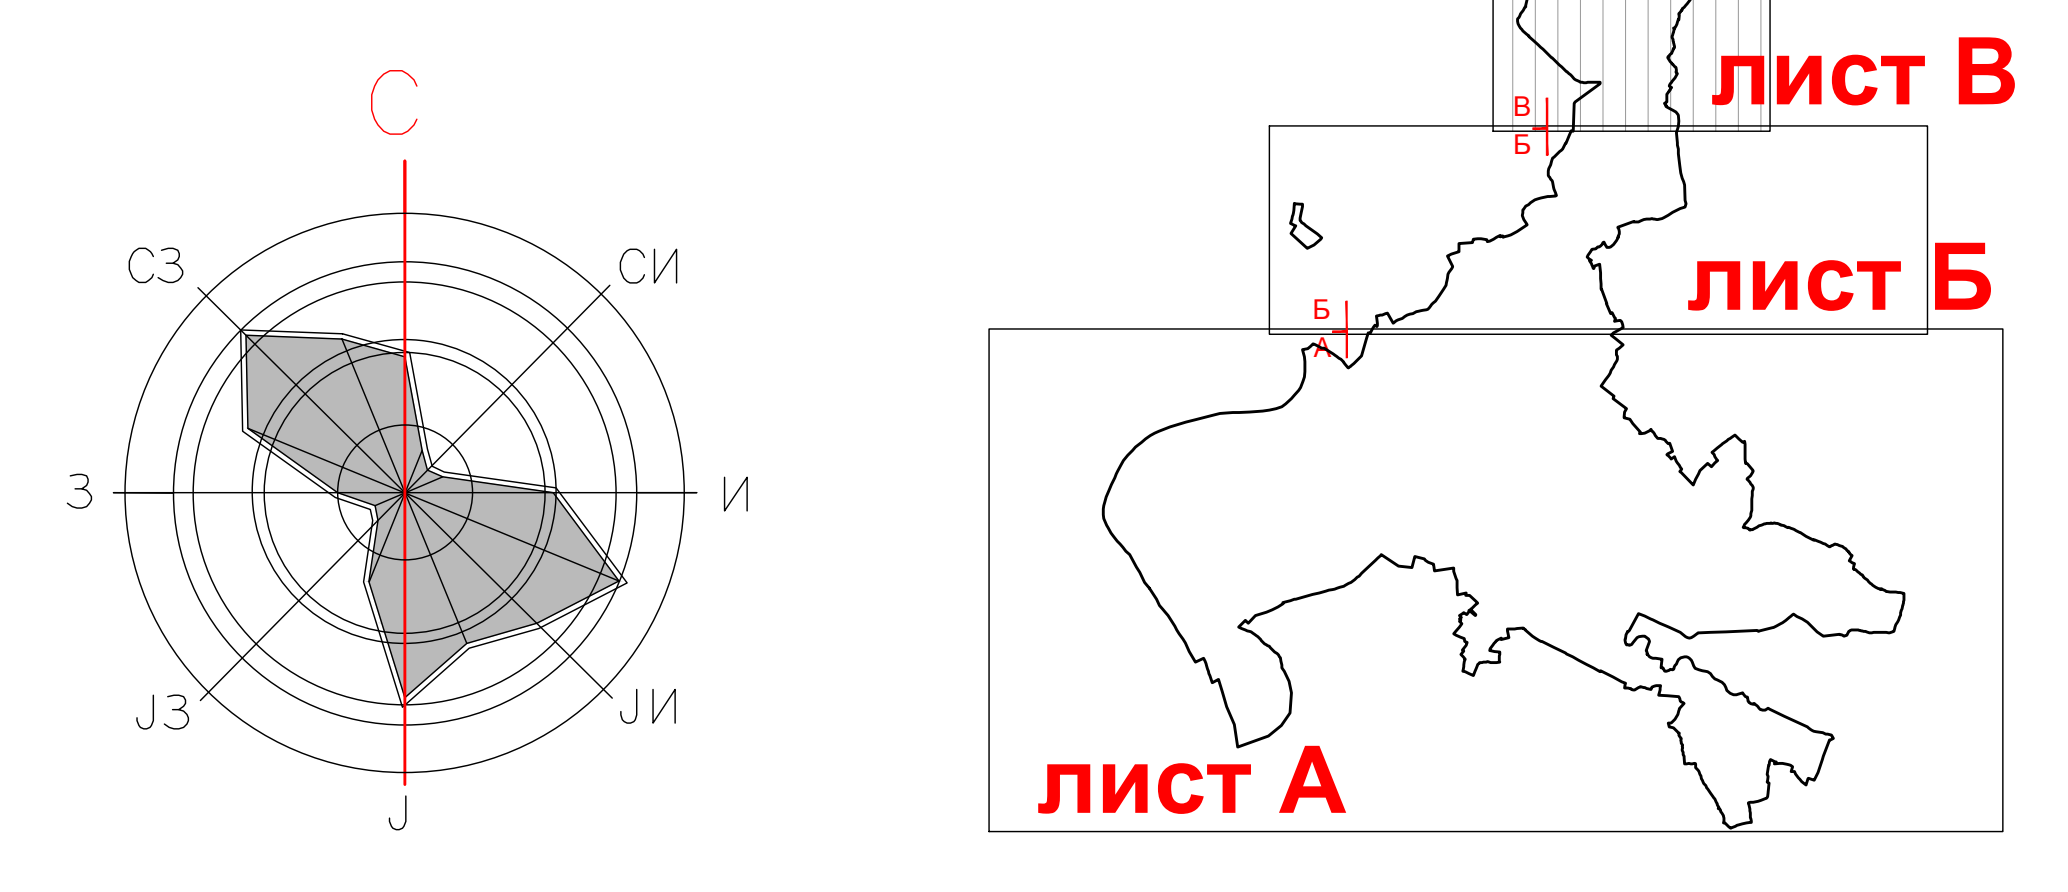 С
СЗ
СИ
З
И
ЈЗ
ЈИ
Ј
лист В
В
Б
лист Б
Б
А
лист А